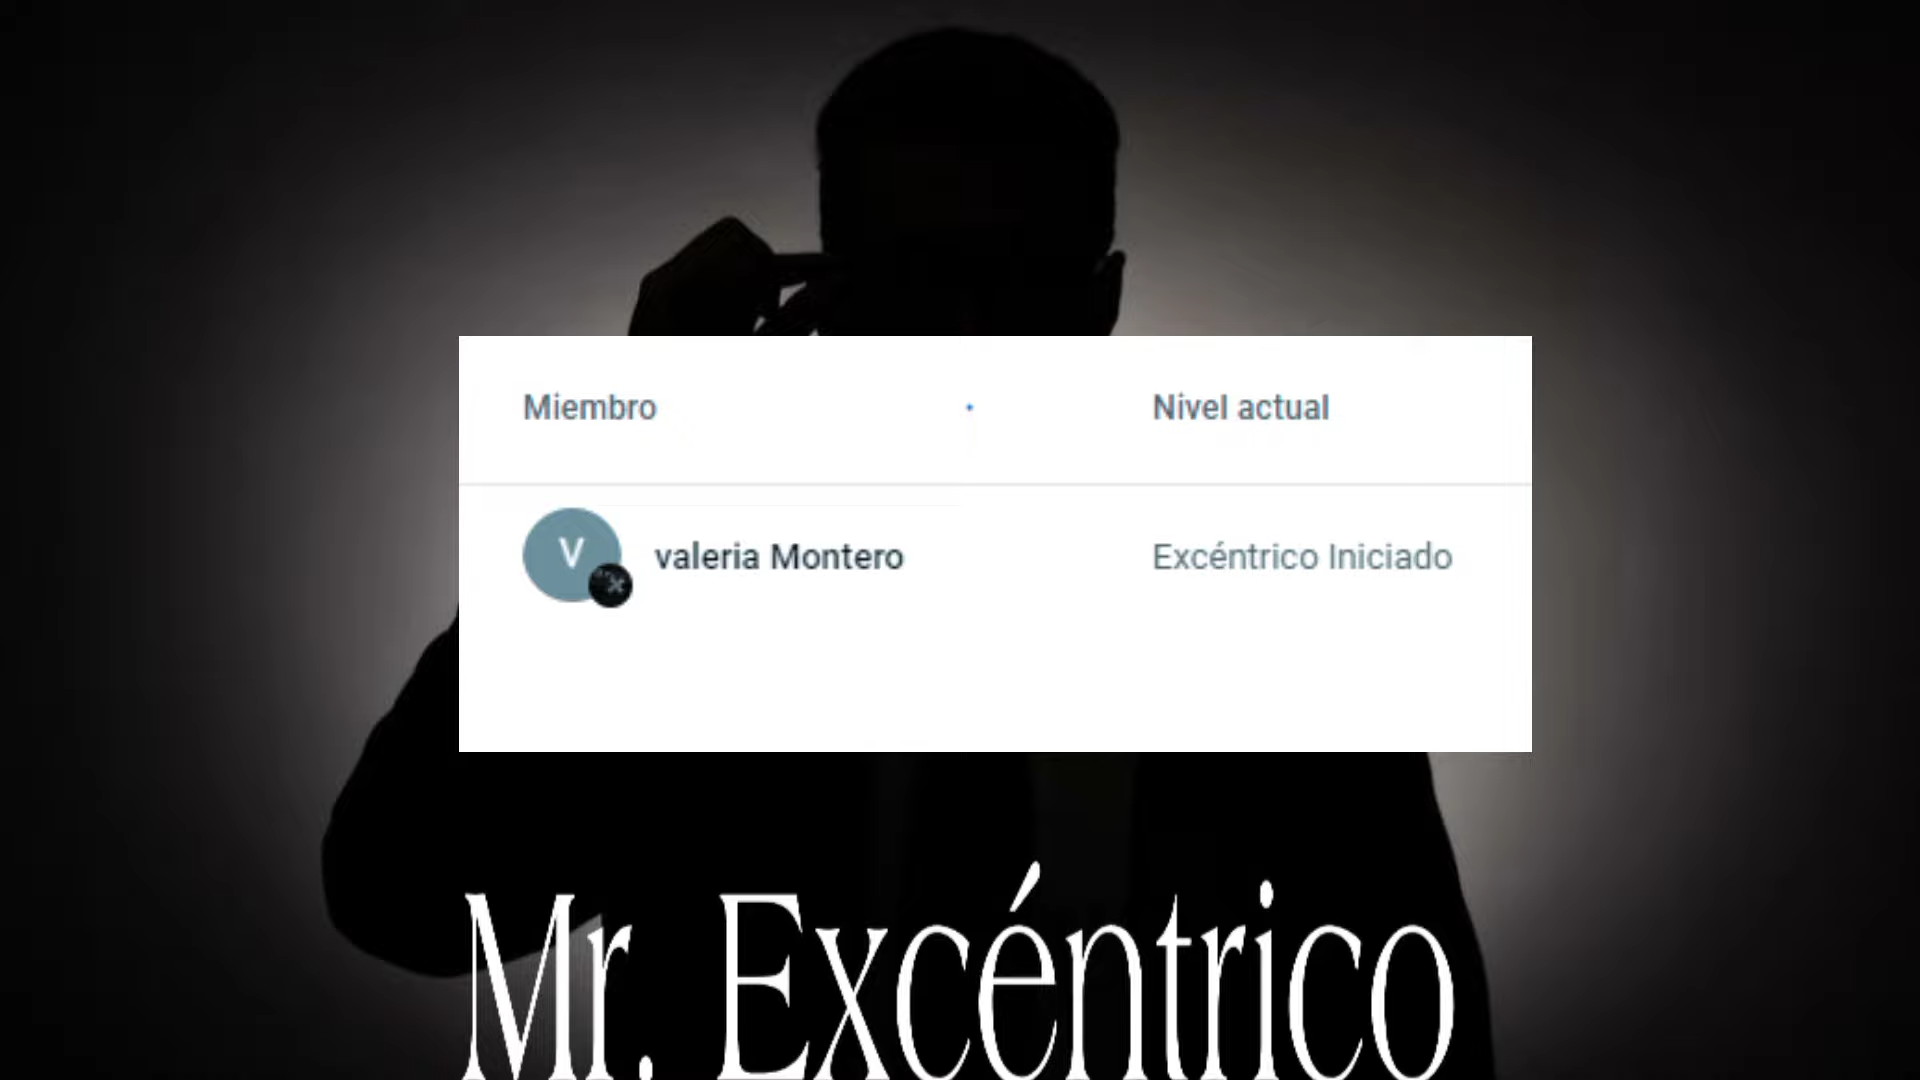 Miembro Nivel actual
V valeria Montero Excéntrico Iniciado
Mr. Excéntrico